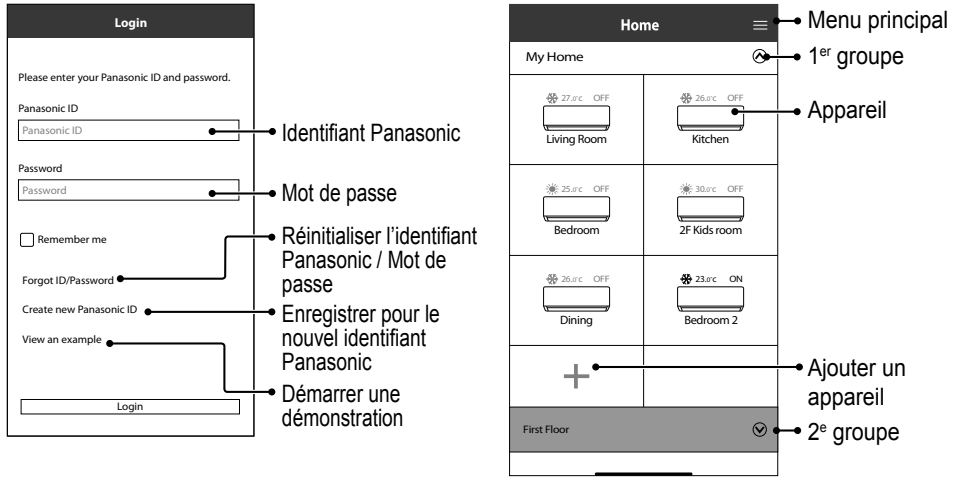 Login
Please enter your Panasonic ID and password.
Panasonic ID
Panasonic ID
Password
Password
Remember me
Forgot ID/Password
Create new Panasonic ID
View an example
Login
Identifiant Panasonic
Mot de passe
Réinitialiser l’identifiant
Panasonic / Mot de
passe
Enregistrer pour le
nouvel identifiant
Panasonic
Démarrer une
démonstration
Home
My Home
27.0°C OFF
Living Room
26.0°C OFF
Kitchen
25.0°C OFF
Bedroom
30.0°C OFF
2F Kids room
26.0°C OFF
Dining
23.0°C ON
Bedroom 2
First Floor
Menu principal
1er groupe
Appareil
Ajouter un
appareil
2e groupe